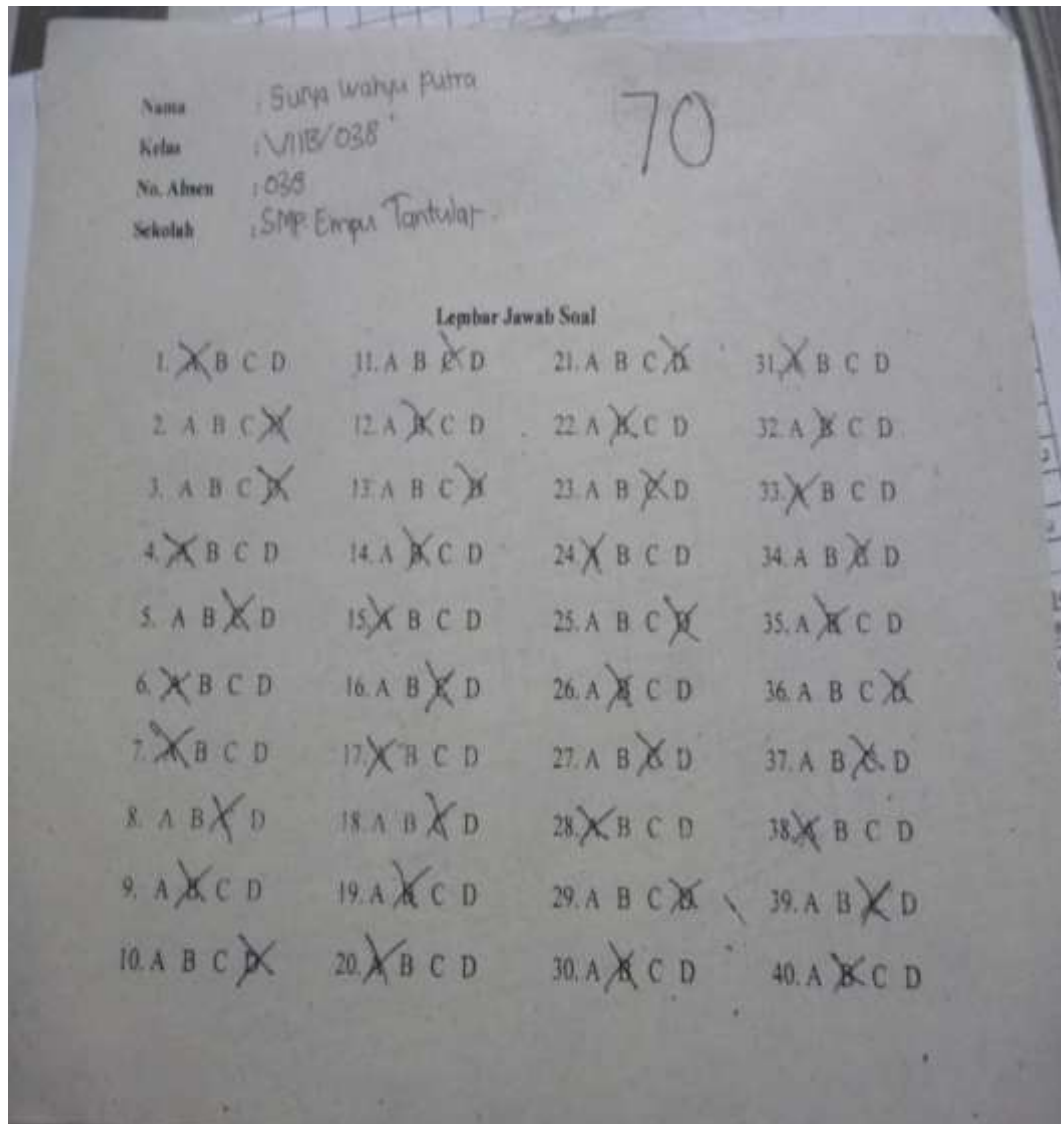 Nama : Surya Wahyu Putra
70
Kelas : VIIB/038
No. Absen : 038
Sekolah : SMP Empu Tantular
Lembar Jawab Soal
1. A B C D 11. A B C D 21. A B C D 31. A B C D
2. A B C D 12. A B C D 22. A B C D 32. A B C D
3. A B C D 13. A B C D 23. A B C D 33. A B C D
4. A B C D 14. A B C D 24. A B C D 34. A B C D
5. A B C D 15. A B C D 25. A B C D 35. A B C D
6. A B C D 16. A B C D 26. A B C D 36. A B C D
7. A B C D 17. A B C D 27. A B C D 37. A B C D
8. A B C D 18. A B C D 28. A B C D 38. A B C D
9. A B C D 19. A B C D 29. A B C D 39. A B C D
10. A B C D 20. A B C D 30. A B C D 40. A B C D